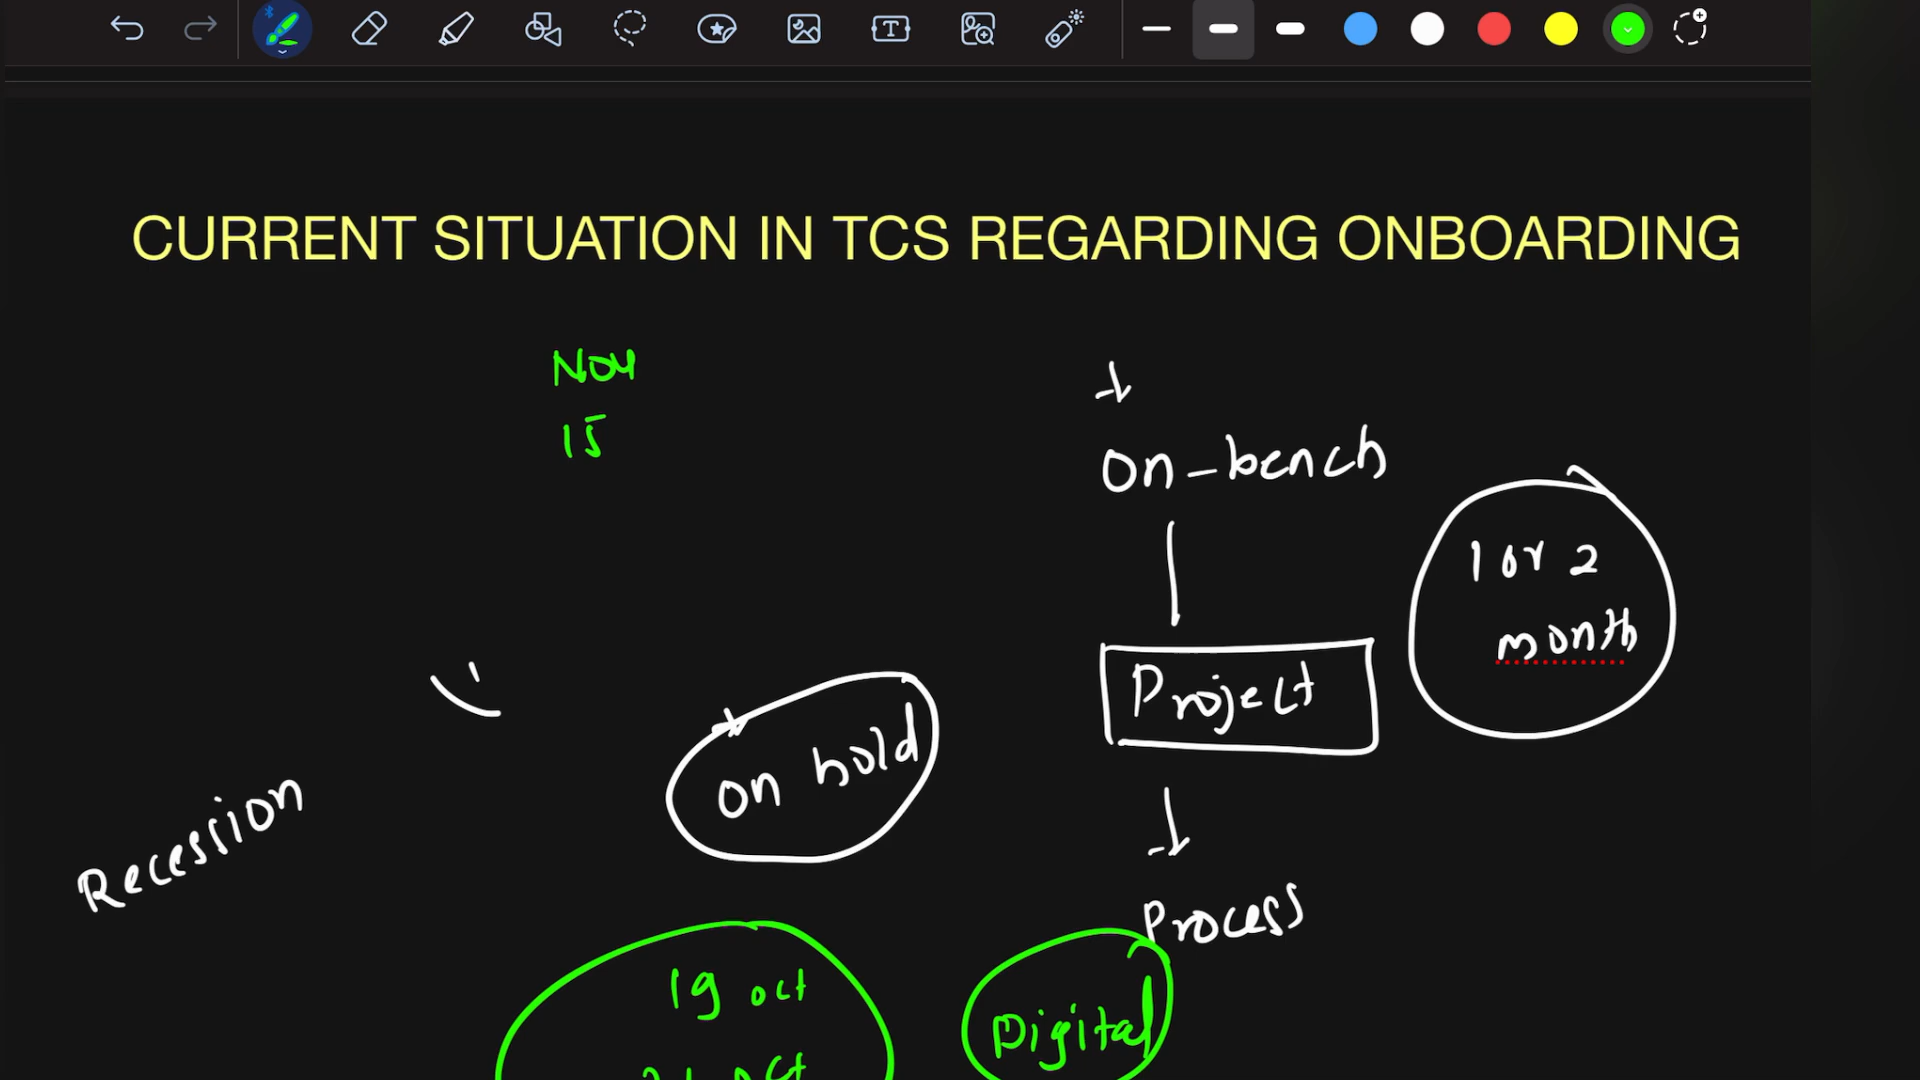 CURRENT SITUATION IN TCS REGARDING ONBOARDING
Nov
15
On-bench
1 or 2
month
Project
on hold
Recession
Process
19 oct
Digital
oct